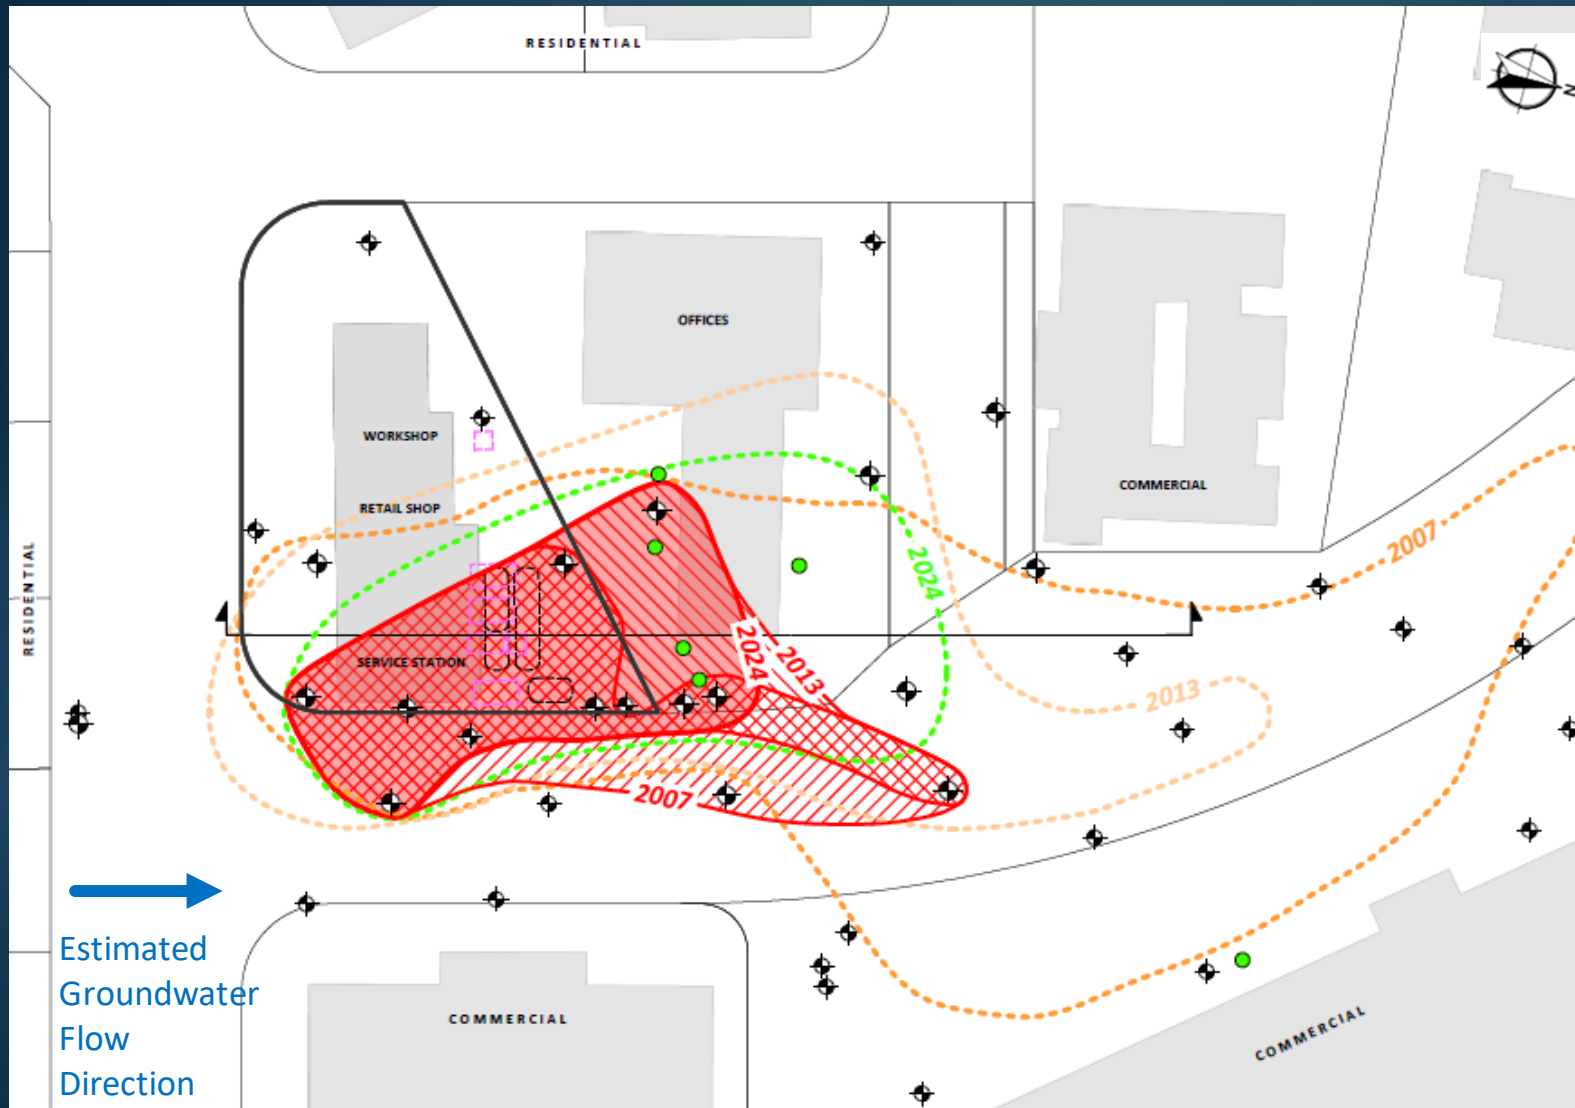 RESIDENTIAL
N
OFFICES
WORKSHOP
COMMERCIAL
RETAIL SHOP
2007
2024
RESIDENTIAL
SERVICE STATION
2024
2013
2013
2007
Estimated
Groundwater
Flow
Direction
COMMERCIAL
COMMERCIAL